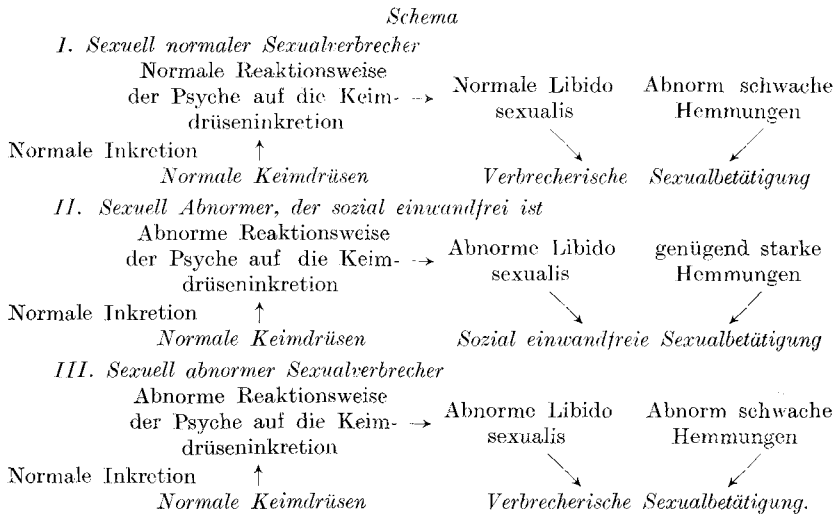 Schema
I. Sexuell normaler Sexualverbrecher
Normale Reaktionsweise
der Psyche auf die Keim- → Normale Libido Abnorm schwache
drüseninkretion sexualis Hemmungen
Normale Inkretion ↑
Normale Keimdrüsen Verbrecherische Sexualbetätigung
II. Sexuell Abnormer, der sozial einwandfrei ist
Abnorme Reaktionsweise
der Psyche auf die Keim- → Abnorme Libido genügend starke
drüseninkretion sexualis Hemmungen
Normale Inkretion ↑
Normale Keimdrüsen Sozial einwandfreie Sexualbetätigung
III. Sexuell abnormer Sexualverbrecher
Abnorme Reaktionsweise
der Psyche auf die Keim- → Abnorme Libido Abnorm schwache
drüseninkretion sexualis Hemmungen
Normale Inkretion ↑
Normale Keimdrüsen Verbrecherische Sexualbetätigung.